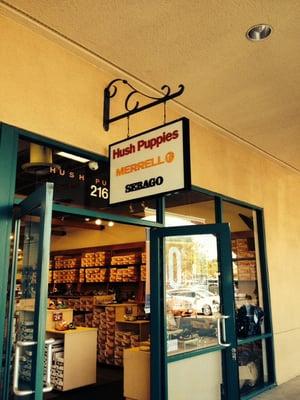 Hush Puppies
MERRELL
SEBAGO
HUSH PU
216